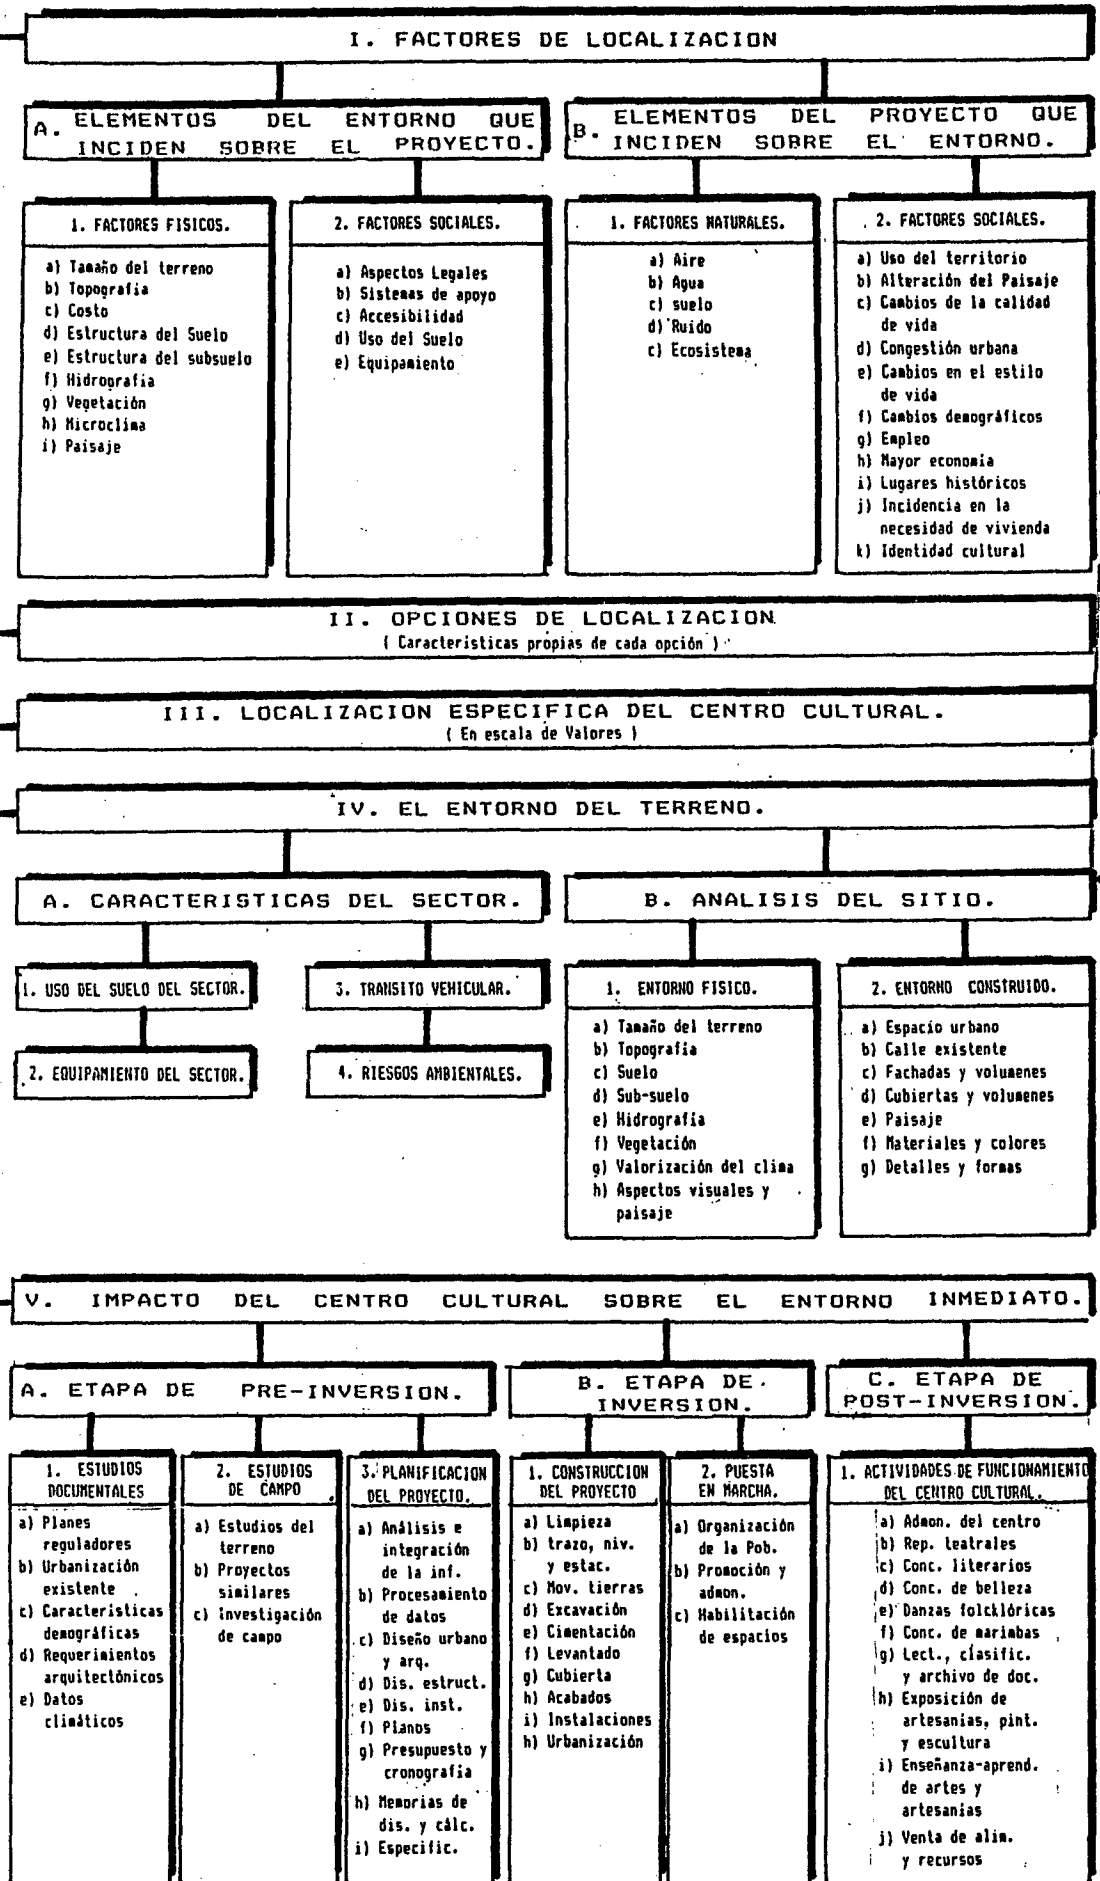 I. FACTORES DE LOCALIZACION
A. ELEMENTOS DEL ENTORNO QUE
INCIDEN SOBRE EL PROYECTO.
B. ELEMENTOS DEL PROYECTO QUE
INCIDEN SOBRE EL ENTORNO.
1. FACTORES FISICOS.
a) Tamaño del terreno
b) Topografia
c) Costo
d) Estructura del Suelo
e) Estructura del subsuelo
f) Hidrografia
g) Vegetación
h) Microclima
i) Paisaje
2. FACTORES SOCIALES.
a) Aspectos Legales
b) Sistemas de apoyo
c) Accesibilidad
d) Uso del Suelo
e) Equipamiento
1. FACTORES NATURALES.
a) Aire
b) Agua
c) suelo
d) Ruido
c) Ecosistema
2. FACTORES SOCIALES.
a) Uso del territorio
b) Alteración del Paisaje
c) Cambios de la calidad
de vida
d) Congestión urbana
e) Cambios en el estilo
de vida
f) Cambios demográficos
g) Empleo
h) Mayor economia
i) Lugares históricos
j) Incidencia en la
necesidad de vivienda
k) Identidad cultural
II. OPCIONES DE LOCALIZACION
( Caracteristicas propias de cada opción )
III. LOCALIZACION ESPECIFICA DEL CENTRO CULTURAL.
( En escala de Valores )
IV. EL ENTORNO DEL TERRENO.
A. CARACTERISTICAS DEL SECTOR.
B. ANALISIS DEL SITIO.
1. USO DEL SUELO DEL SECTOR.
3. TRANSITO VEHICULAR.
2. EQUIPAMIENTO DEL SECTOR.
4. RIESGOS AMBIENTALES.
1. ENTORNO FISICO.
a) Tamaño del terreno
b) Topografia
c) Suelo
d) Sub-suelo
e) Hidrografia
f) Vegetación
g) Valorización del clima
h) Aspectos visuales y
paisaje
2. ENTORNO CONSTRUIDO.
a) Espacio urbano
b) Calle existente
c) Fachadas y volumenes
d) Cubiertas y volumenes
e) Paisaje
f) Materiales y colores
g) Detalles y formas
V. IMPACTO DEL CENTRO CULTURAL SOBRE EL ENTORNO INMEDIATO.
A. ETAPA DE PRE-INVERSION.
B. ETAPA DE
INVERSION.
C. ETAPA DE
POST-INVERSION.
1. ESTUDIOS
DOCUMENTALES
a) Planes
reguladores
b) Urbanización
existente
c) Caracteristicas
demográficas
d) Requerimientos
arquitectónicos
e) Datos
climáticos
2. ESTUDIOS
DE CAMPO
a) Estudios del
terreno
b) Proyectos
similares
c) Investigación
de campo
3. PLANIFICACION
DEL PROYECTO.
a) Análisis e
integración
de la inf.
b) Procesamiento
de datos
c) Diseño urbano
y arq.
d) Dis. estruct.
e) Dis. inst.
f) Planos
g) Presupuesto y
cronografia
h) Memorias de
dis. y cálc.
i) Especific.
1. CONSTRUCCION
DEL PROYECTO
a) Limpieza
b) trazo, niv.
y estac.
c) Mov. tierras
d) Excavación
e) Cimentación
f) Levantado
g) Cubierta
h) Acabados
i) Instalaciones
h) Urbanización
2. PUESTA
EN MARCHA.
a) Organización
de la Pob.
b) Promoción y
admon.
c) Habilitación
de espacios
1. ACTIVIDADES DE FUNCIONAMIENTO
DEL CENTRO CULTURAL.
a) Admon. del centro
b) Rep. teatrales
c) Conc. literarios
d) Conc. de belleza
e) Danzas folcklóricas
f) Conc. de marimbas
g) Lect., clasific.
y archivo de doc.
h) Exposición de
artesanias, pint.
y escultura
i) Enseñanza-aprend.
de artes y
artesanias
j) Venta de alim.
y recursos